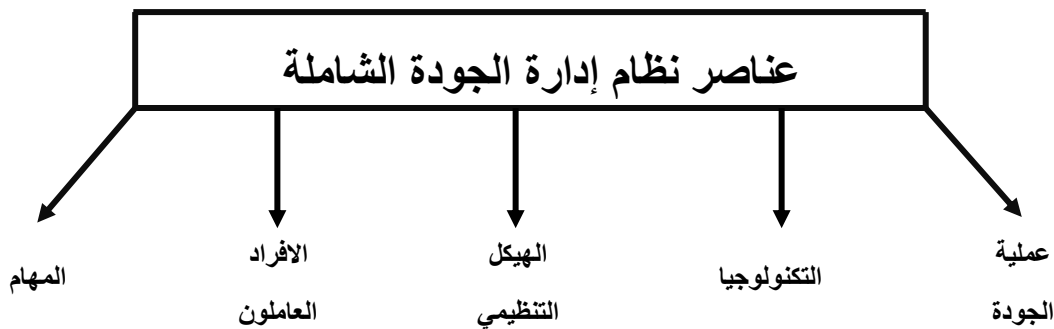 عناصر نظام إدارة الجودة الشاملة
عملية
الجودة
التكنولوجيا
الهيكل
التنظيمي
الافراد
العاملون
المهام